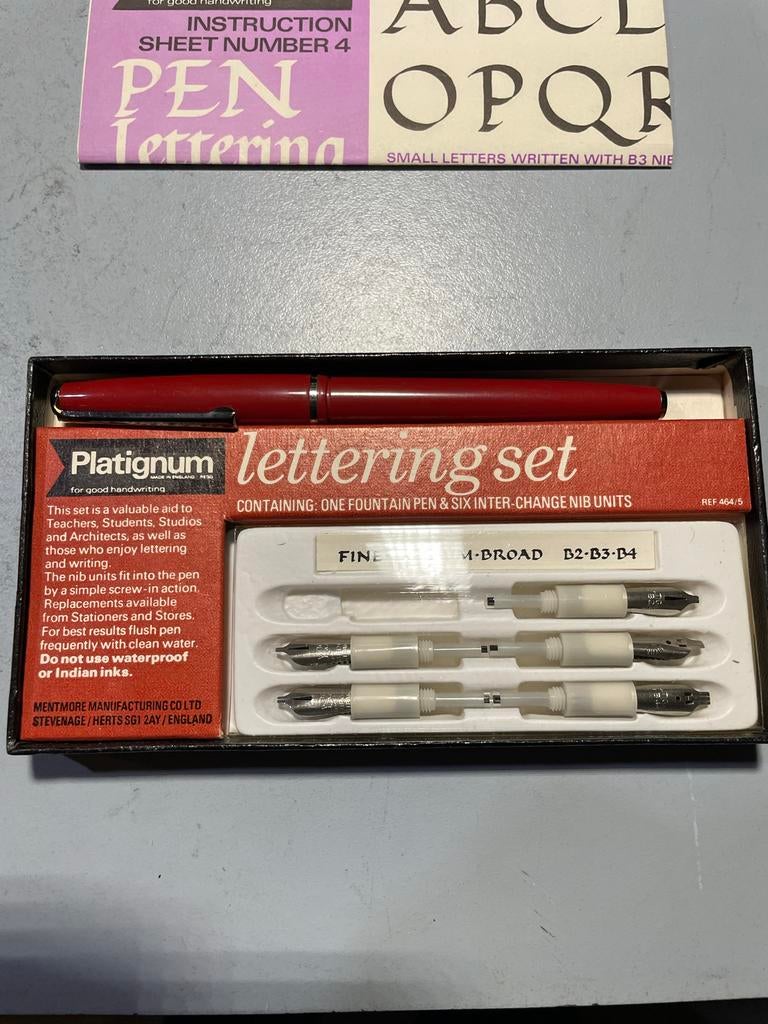 for good handwriting
INSTRUCTION
SHEET NUMBER 4
PEN
lettering
ABCD
OPQR
SMALL LETTERS WRITTEN WITH B3 NIB
Platignum
MADE IN ENGLAND
for good handwriting
lettering set
CONTAINING: ONE FOUNTAIN PEN & SIX INTER-CHANGE NIB UNITS
REF 464/5
This set is a valuable aid to
Teachers, Students, Studios
and Architects, as well as
those who enjoy lettering
and writing.
The nib units fit into the pen
by a simple screw-in action.
Replacements available
from Stationers and Stores.
For best results flush pen
frequently with clean water.
Do not use waterproof
or Indian inks.
MENTMORE MANUFACTURING CO LTD
STEVENAGE / HERTS SG1 2AY / ENGLAND
FINE M·BROAD B2·B3·B4